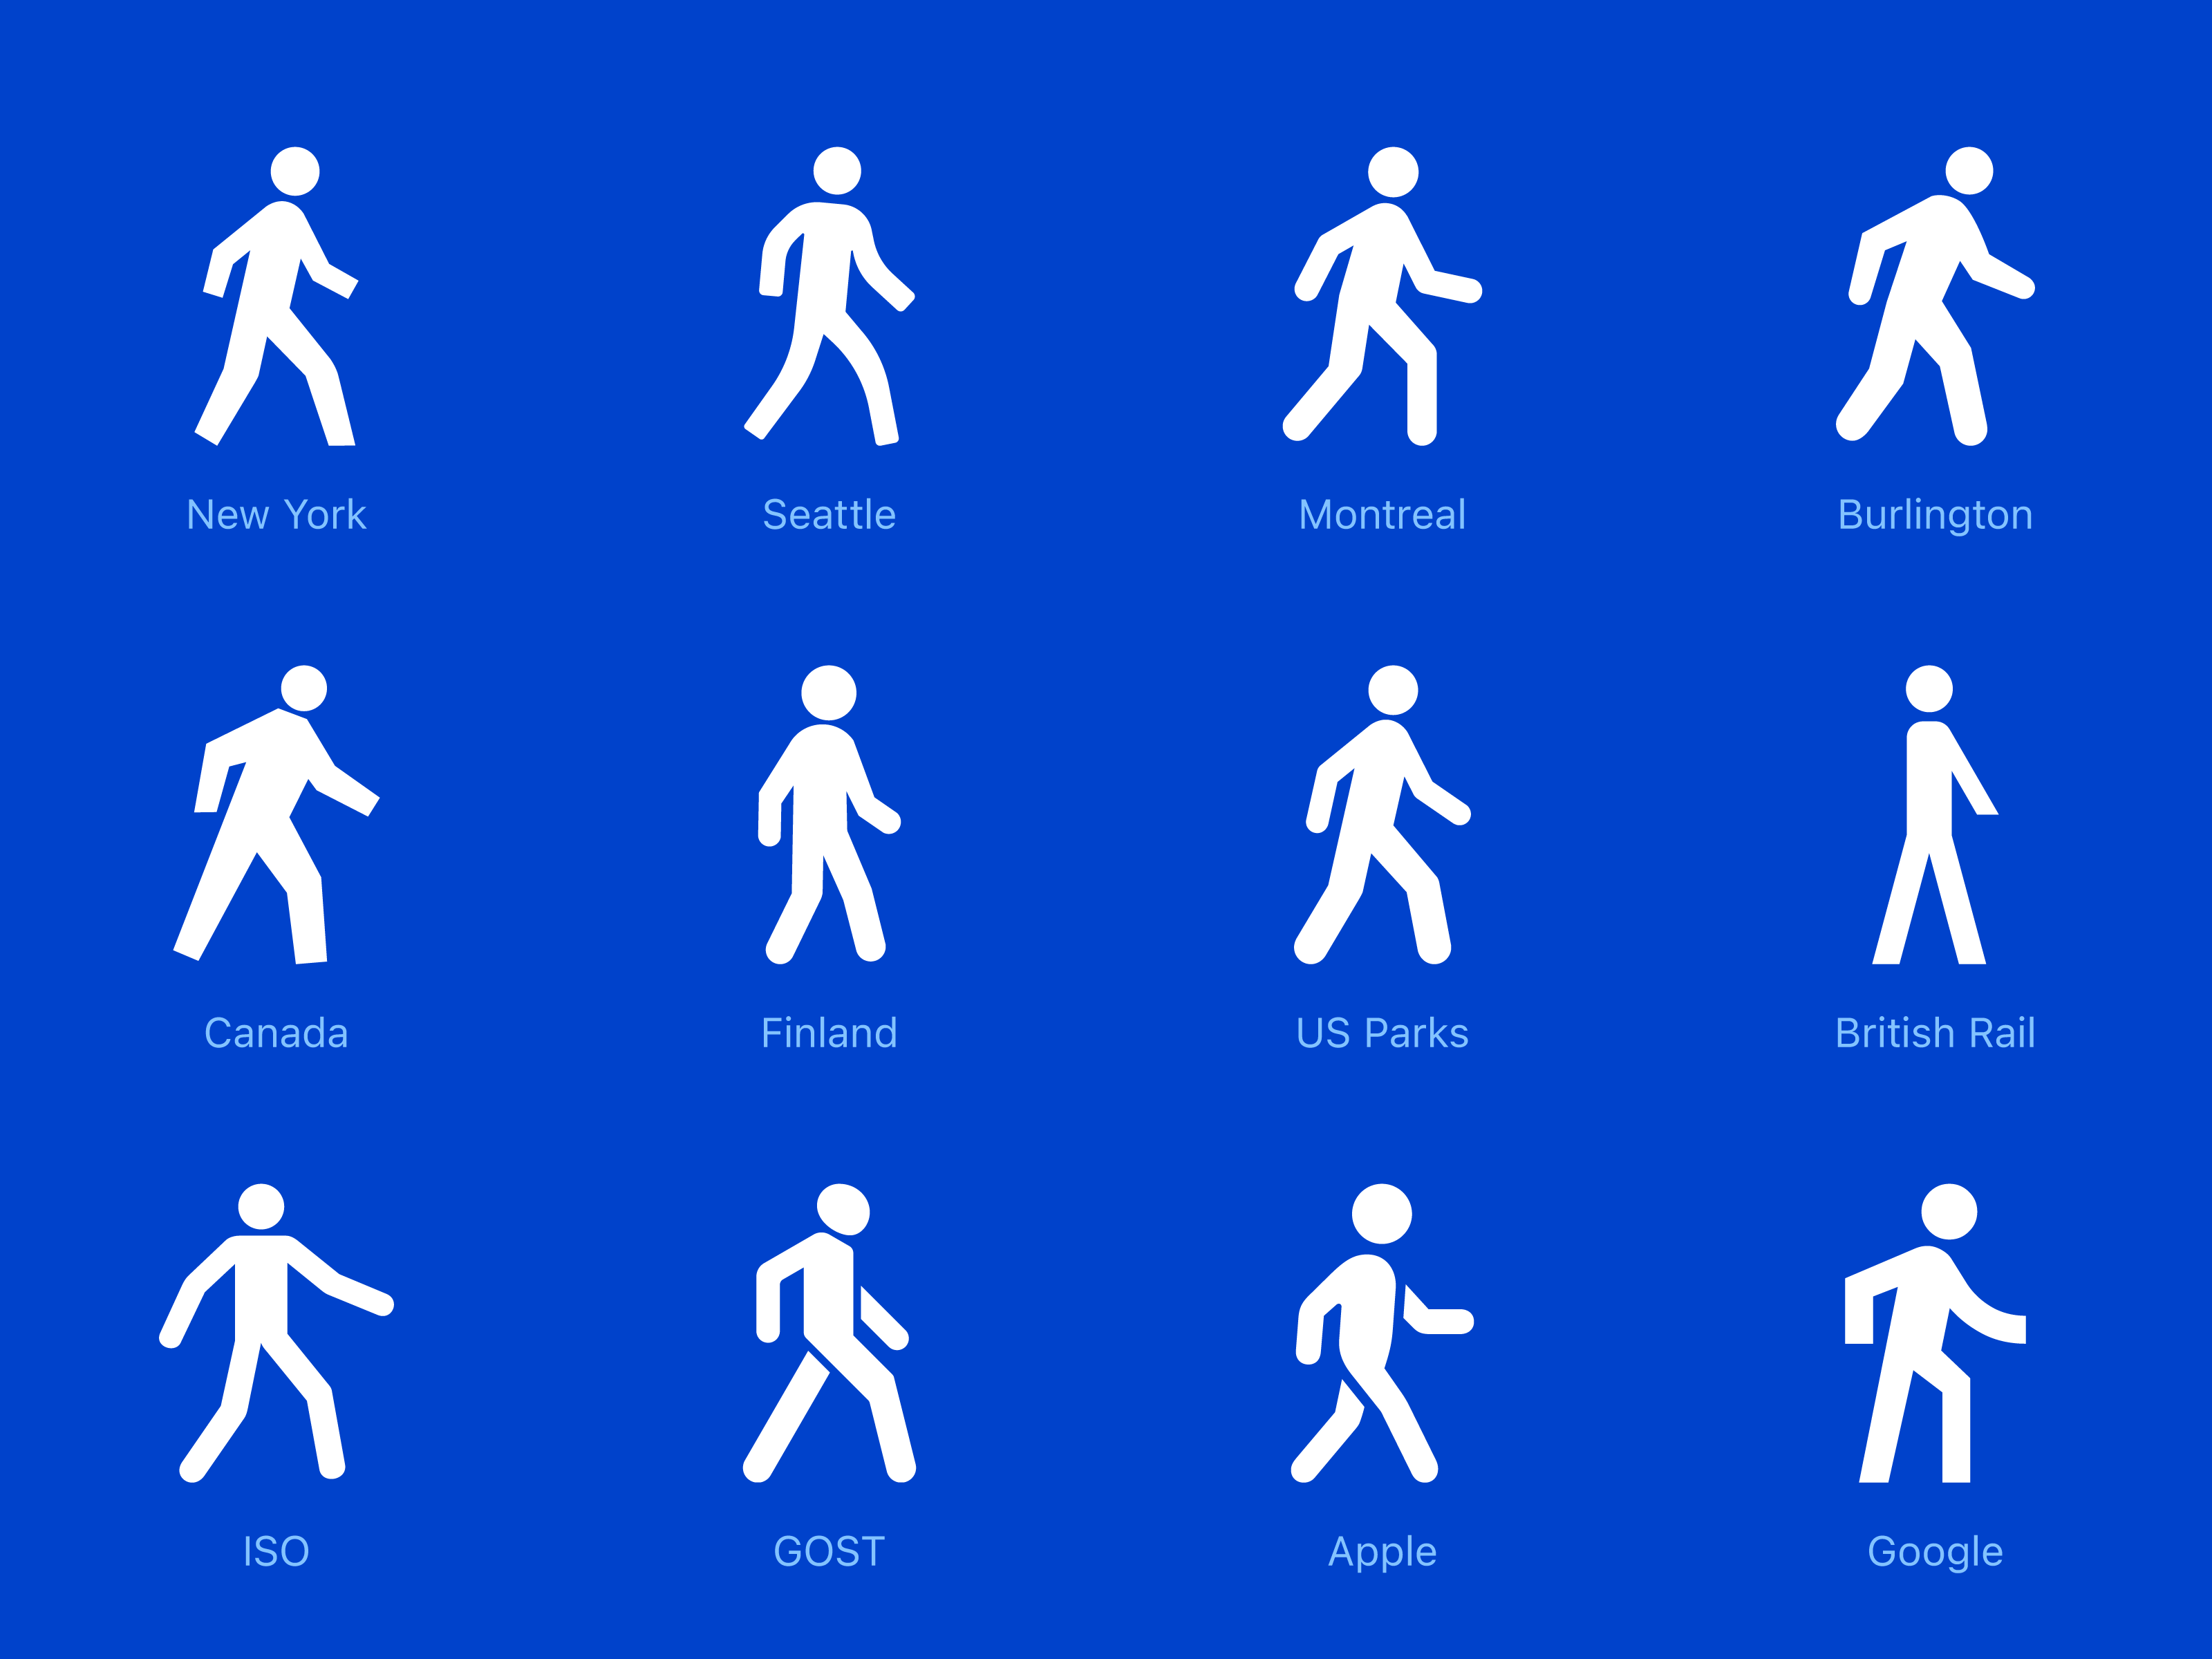 New York
Seattle
Montreal
Burlington
Canada
Finland
US Parks
British Rail
ISO
GOST
Apple
Google